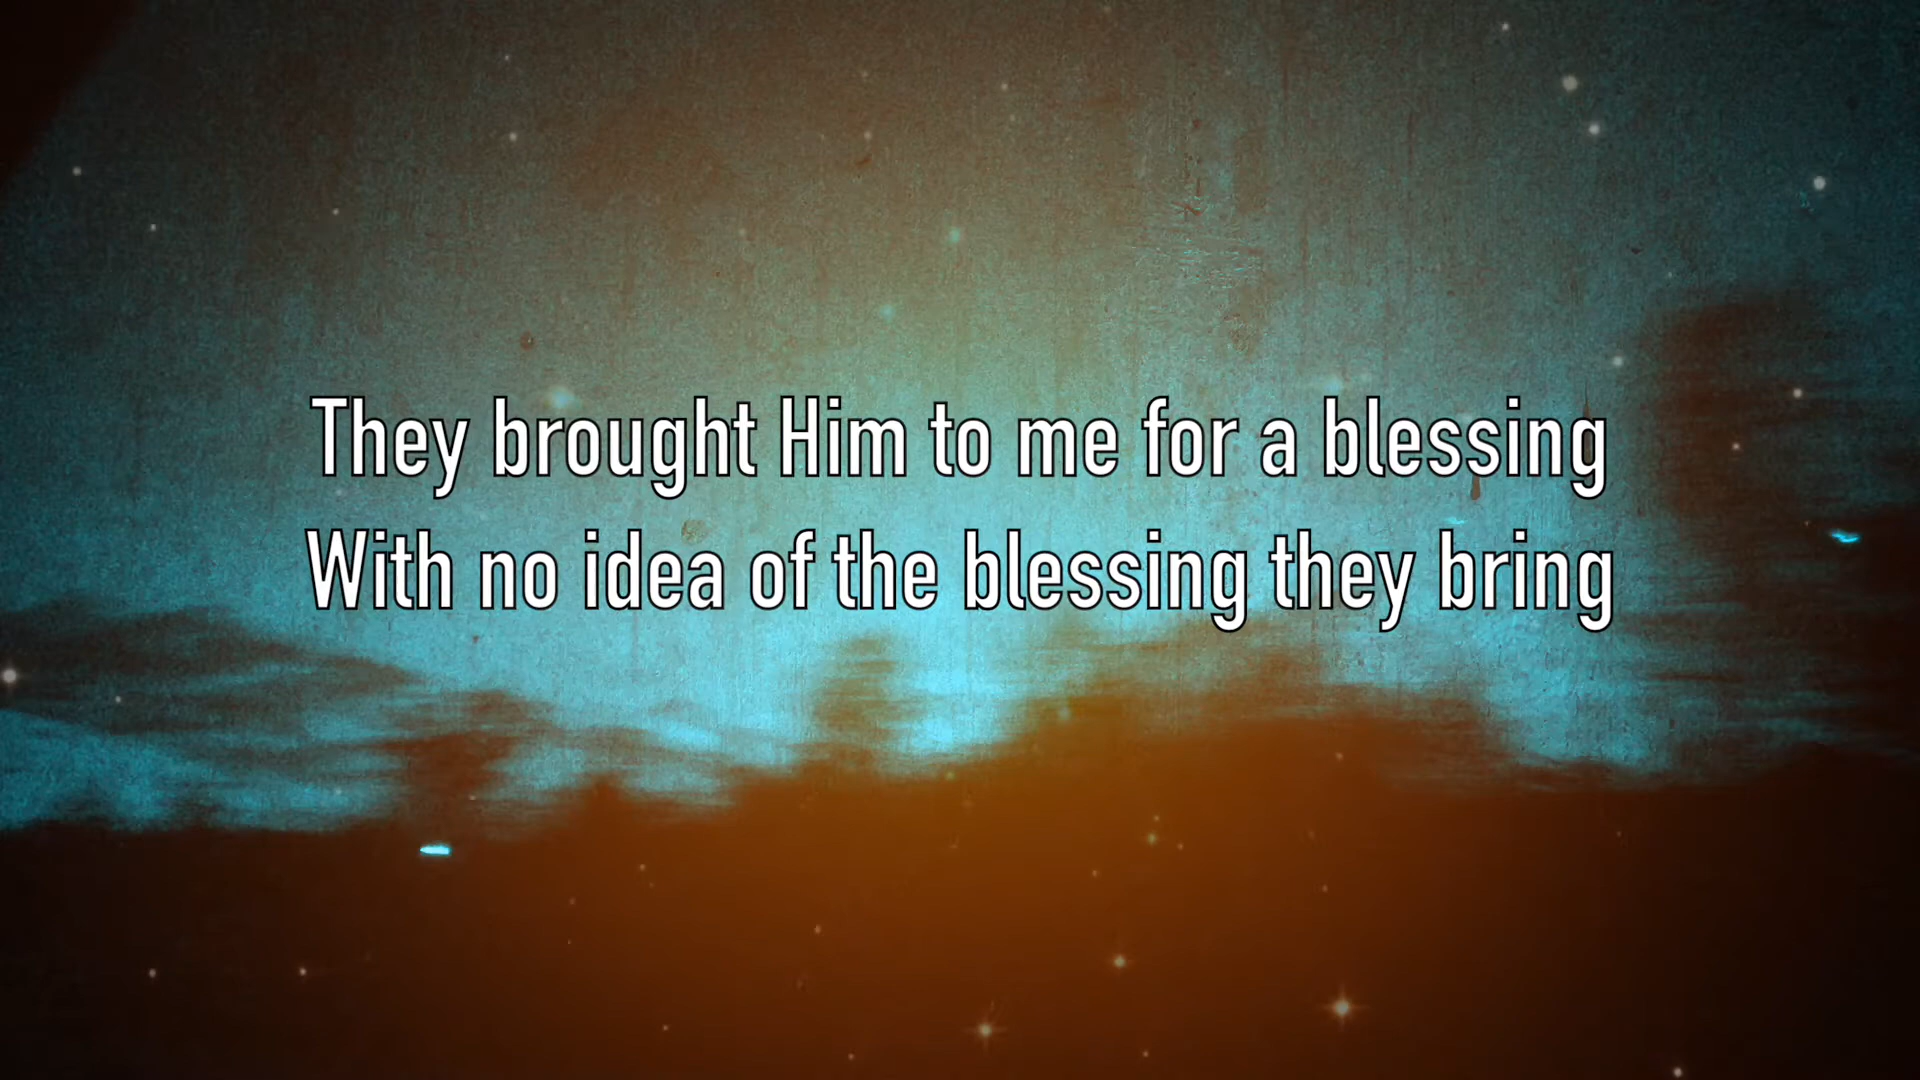 They brought Him to me for a blessing
With no idea of the blessing they bring